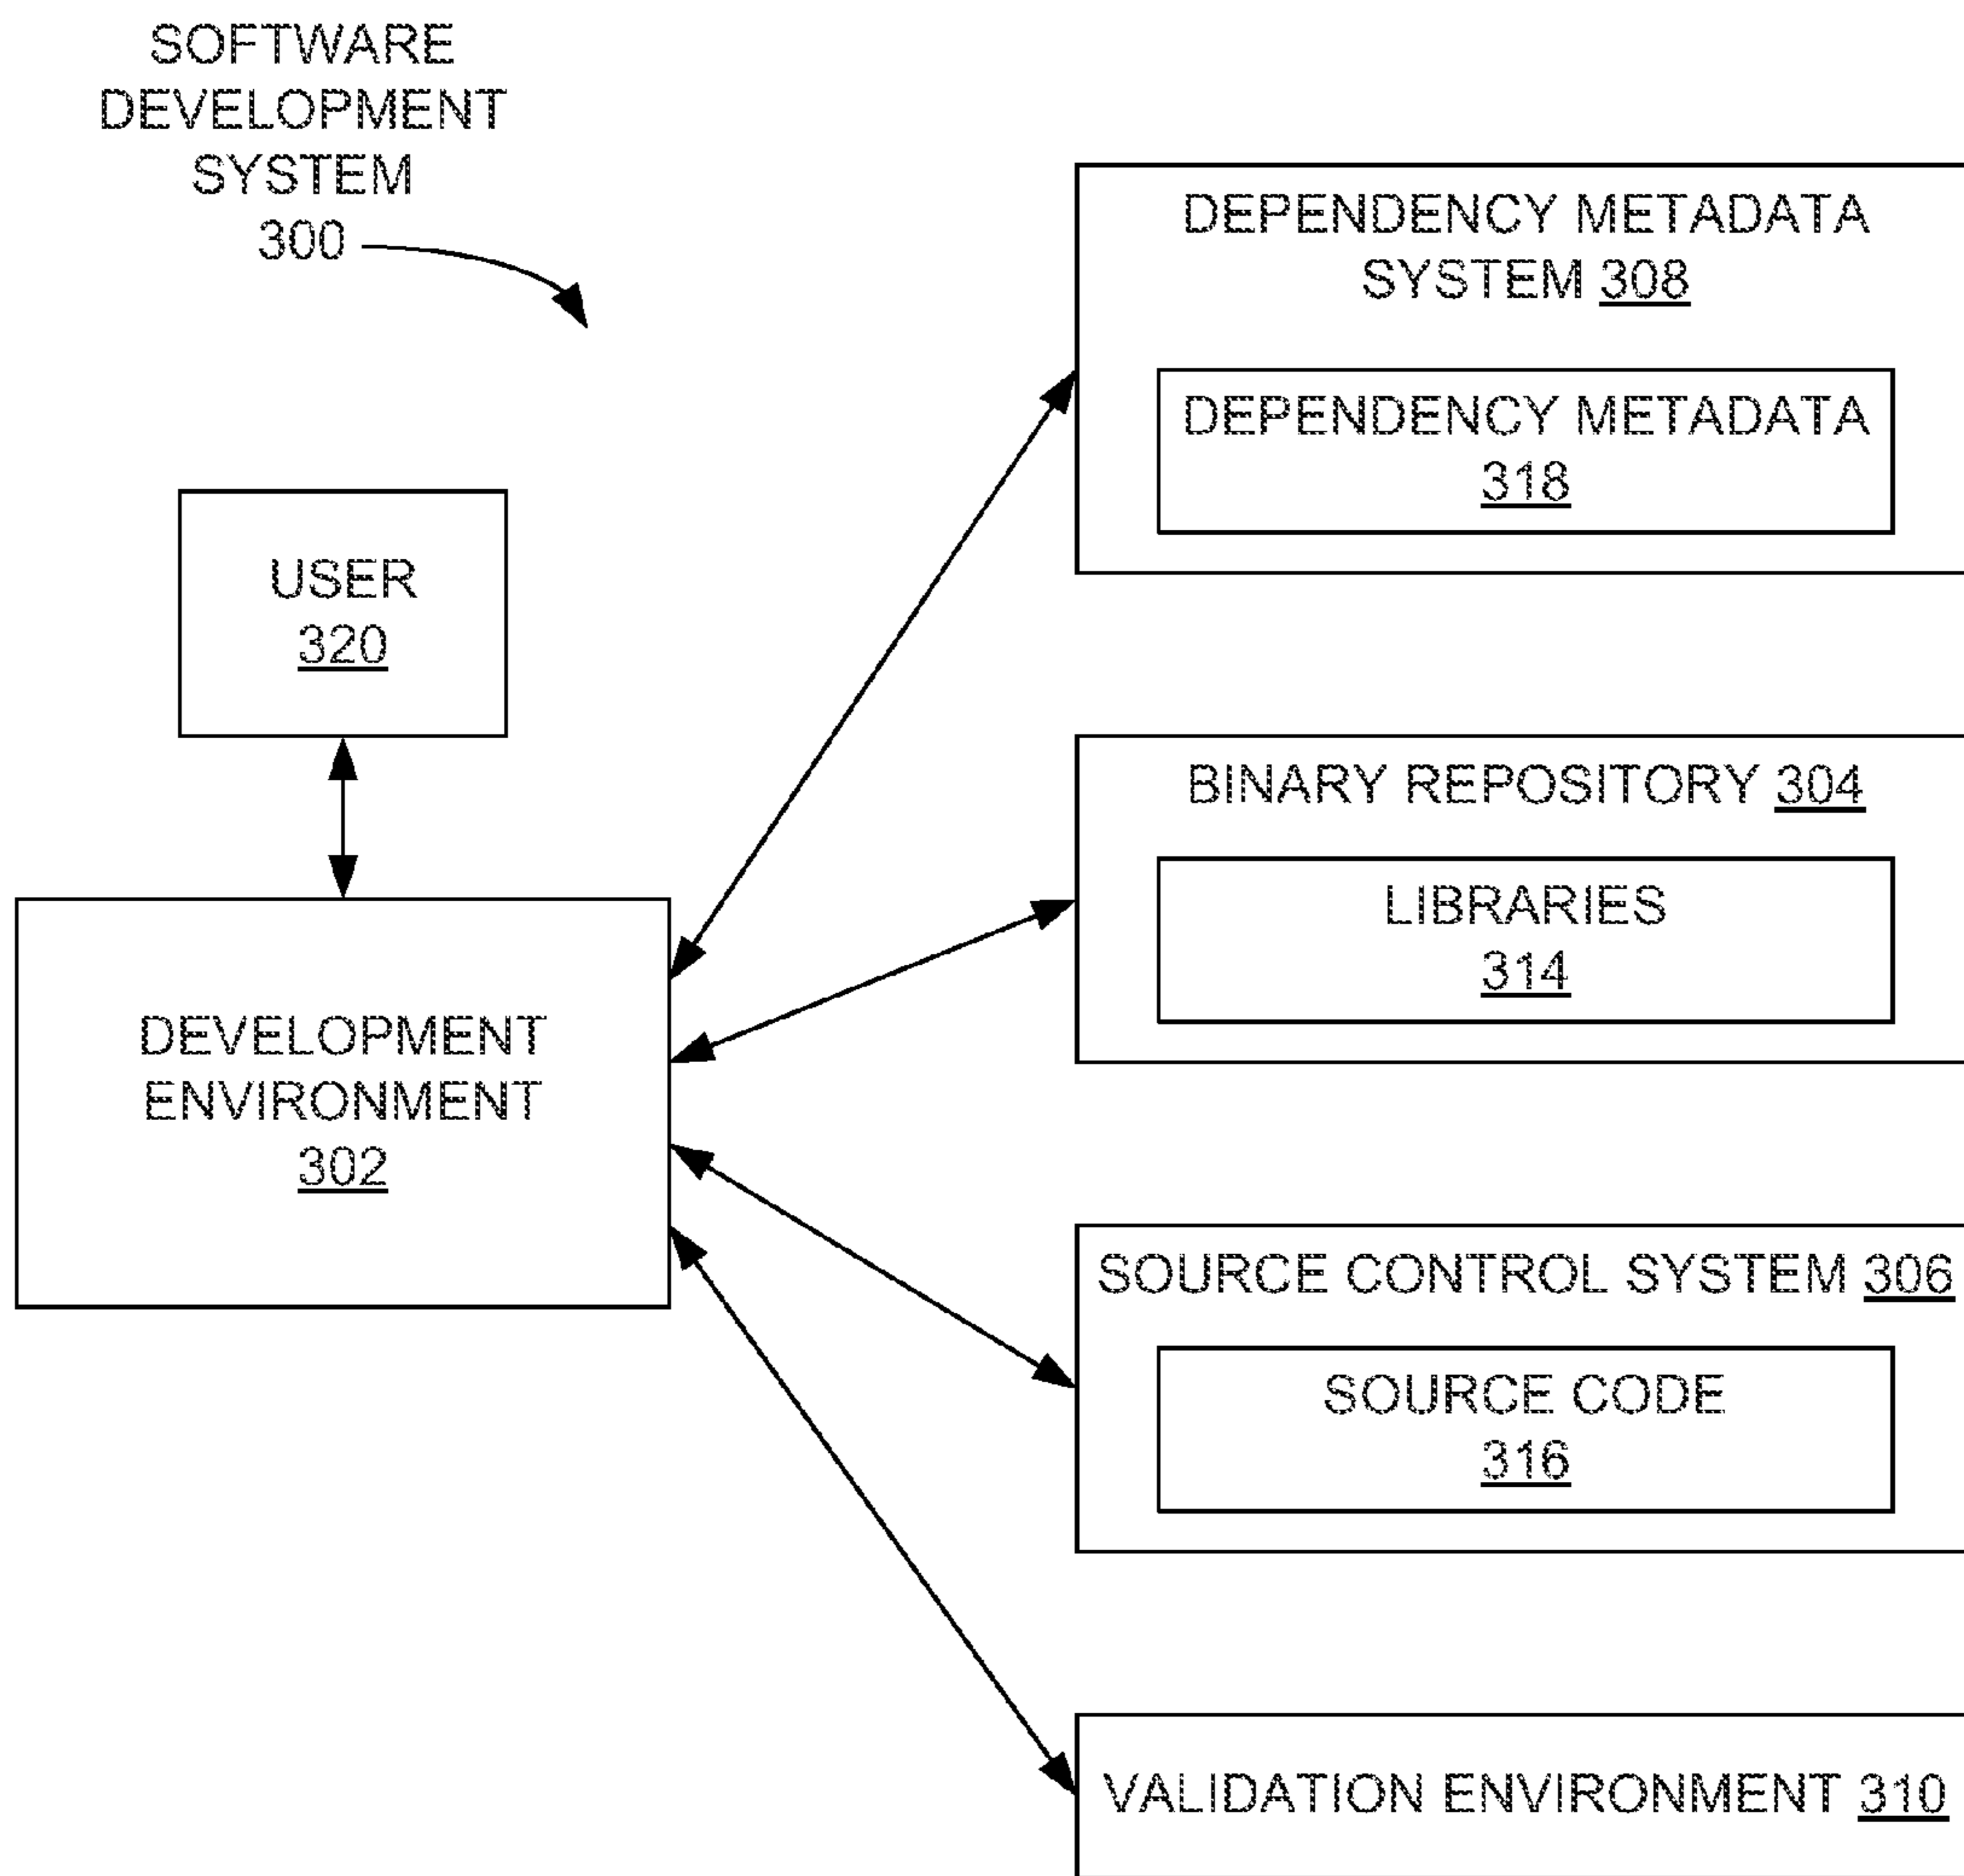 SOFTWARE
DEVELOPMENT
SYSTEM
300
DEPENDENCY METADATA
SYSTEM 308
DEPENDENCY METADATA
318
USER
320
BINARY REPOSITORY 304
LIBRARIES
314
DEVELOPMENT
ENVIRONMENT
302
SOURCE CONTROL SYSTEM 306
SOURCE CODE
316
VALIDATION ENVIRONMENT 310